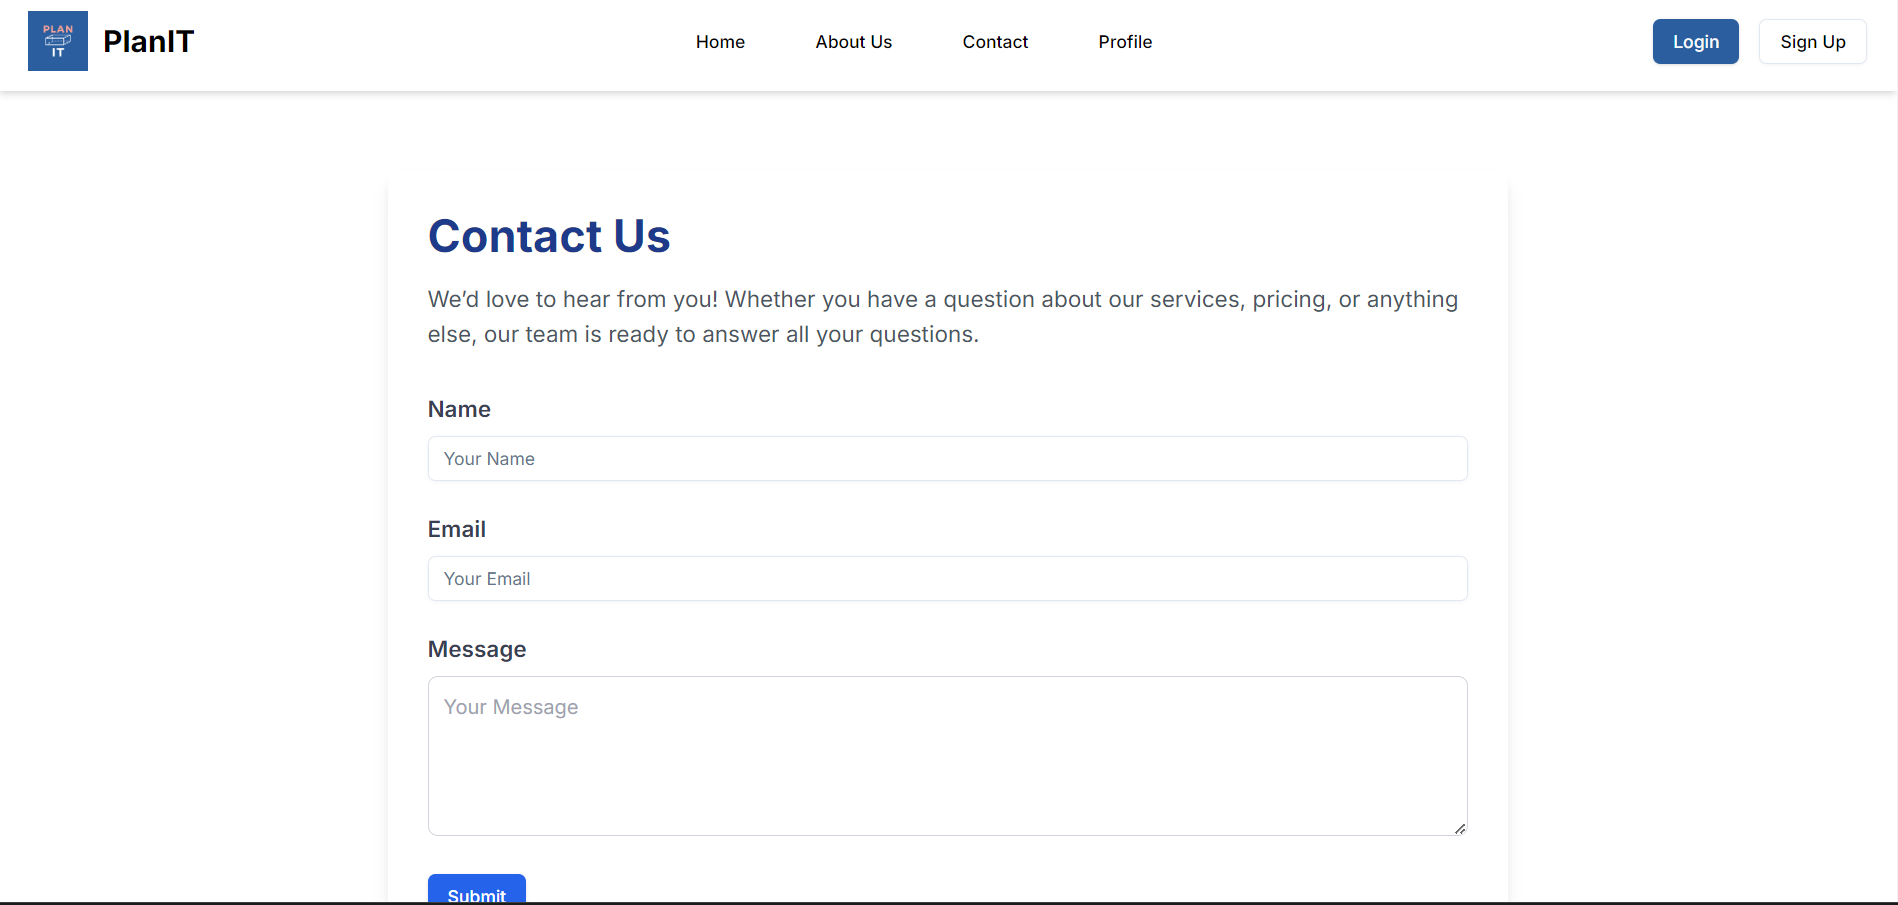 PLAN
IT
PlanIT
Home
About Us
Contact
Profile
Login
Sign Up
Contact Us
We’d love to hear from you! Whether you have a question about our services, pricing, or anything
else, our team is ready to answer all your questions.
Name
Your Name
Email
Your Email
Message
Your Message
Submit